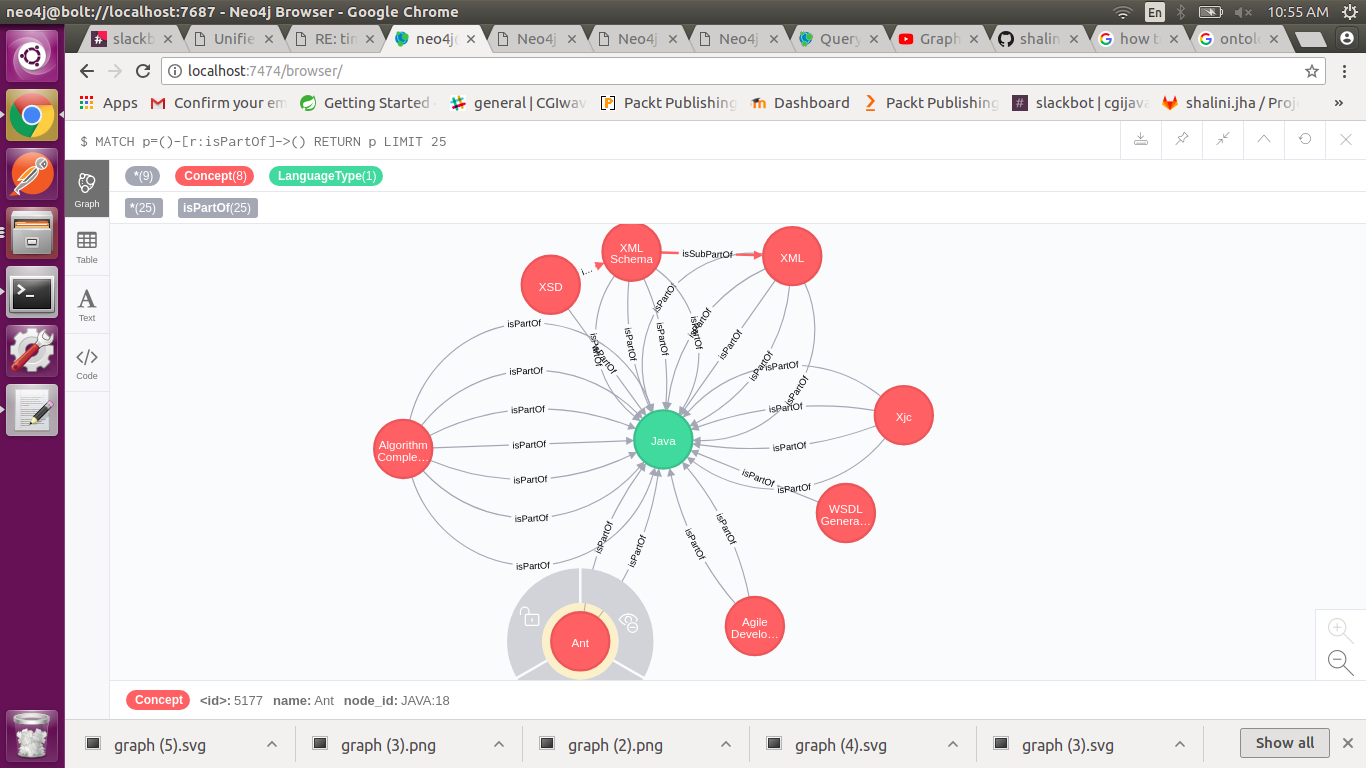 neo4j@bolt://localhost:7687 - Neo4j Browser - Google Chrome
En
10:55 AM
slackb
Unifie
RE: tin
neo4j@
Neo4j
Neo4j
Neo4j
Query
Graph
shalin
how t
ontol
localhost:7474/browser/
Apps
Confirm your em
Getting Started
general | CGIwav
Packt Publishing
Dashboard
Packt Publishing
slackbot | cgijava
shalini.jha / Proje
»
$ MATCH p=()-[r:isPartOf]->() RETURN p LIMIT 25
Graph
Table
Text
Code
*(9)
Concept(8)
LanguageType(1)
*(25)
isPartOf(25)
XML
Schema
isSubPartOf
XML
XSD
i...
isPartOf
isPartOf
isPartOf
isPartOf
isPartOf
isPartOf
isPartOf
isPartOf
isPartOf
isPartOf
isPartOf
isPartOf
isPartOf
isPartOf
Xjc
isPartOf
isPartOf
Java
Algorithm
Comple…
isPartOf
isPartOf
isPartOf
isPartOf
isPartOf
isPartOf
WSDL
Genera…
isPartOf
isPartOf
isPartOf
isPartOf
isPartOf
Agile
Develo…
Ant
Concept
<id>: 5177 name: Ant node_id: JAVA:18
graph (5).svg
graph (3).png
graph (2).png
graph (4).svg
graph (3).svg
Show all